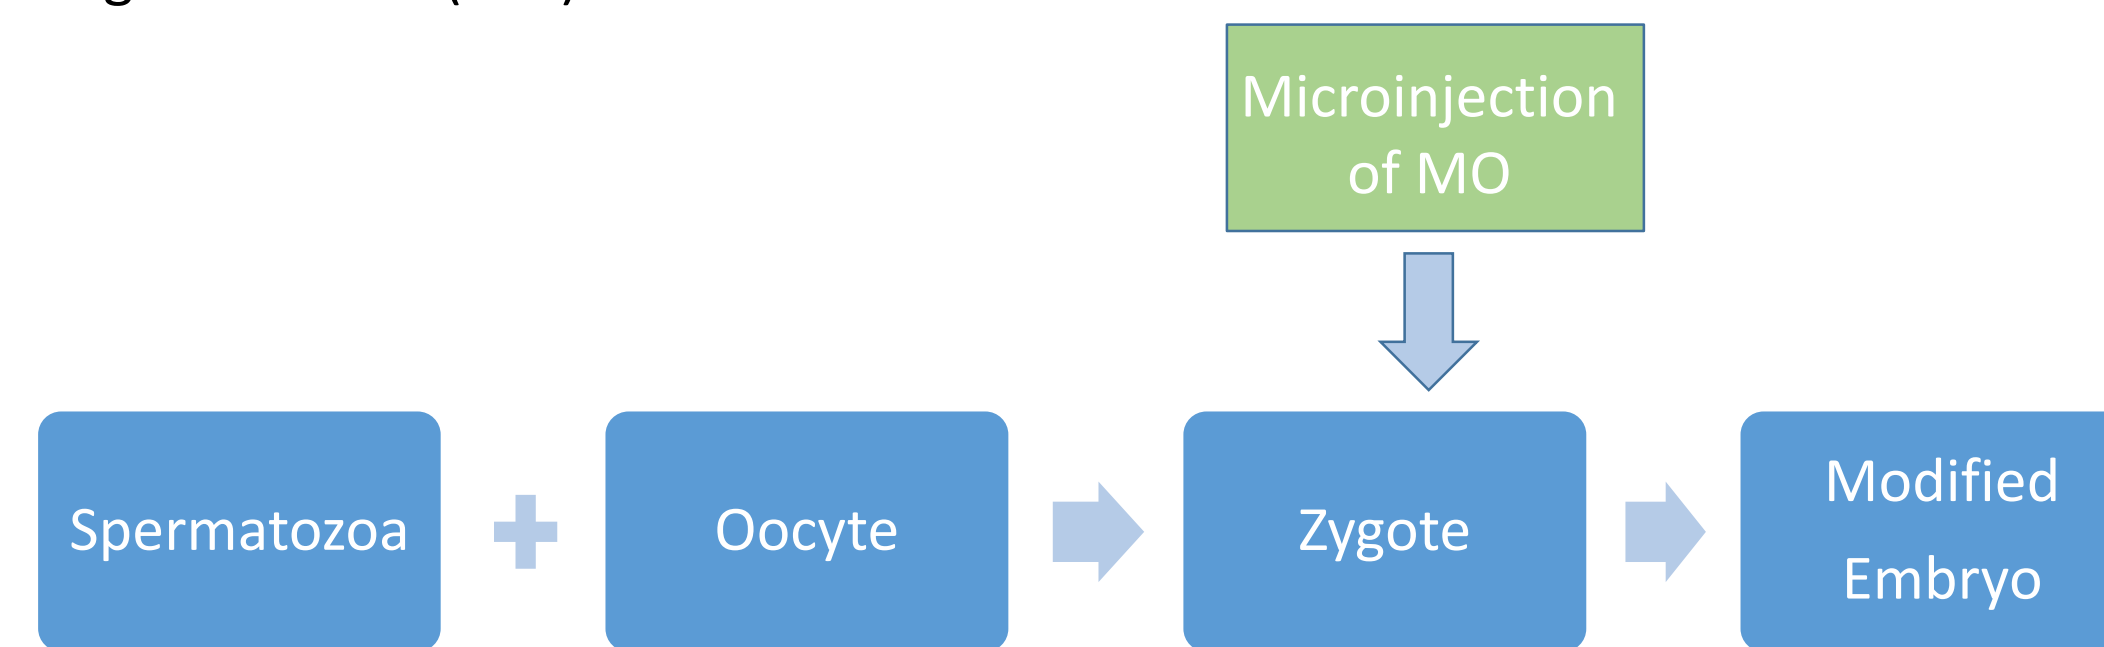 Microinjection
of MO
Spermatozoa
Oocyte
Zygote
Modified
Embryo